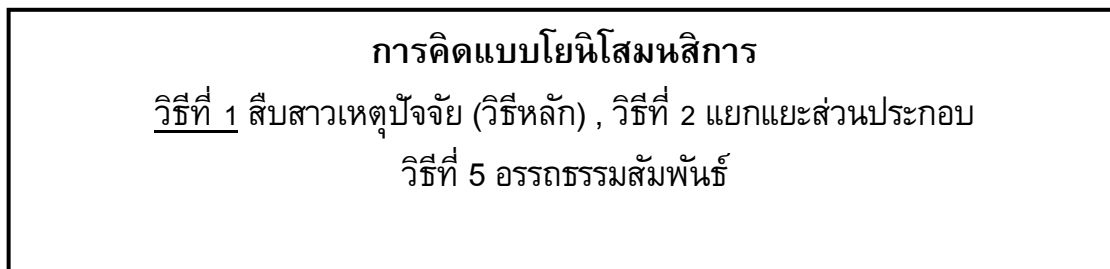 การคิดแบบโยนิโสมนสิการ
วิธีที่ 1 สืบสาวเหตุปัจจัย (วิธีหลัก) , วิธีที่ 2 แยกแยะส่วนประกอบ
วิธีที่ 5 อรรถธรรมสัมพันธ์